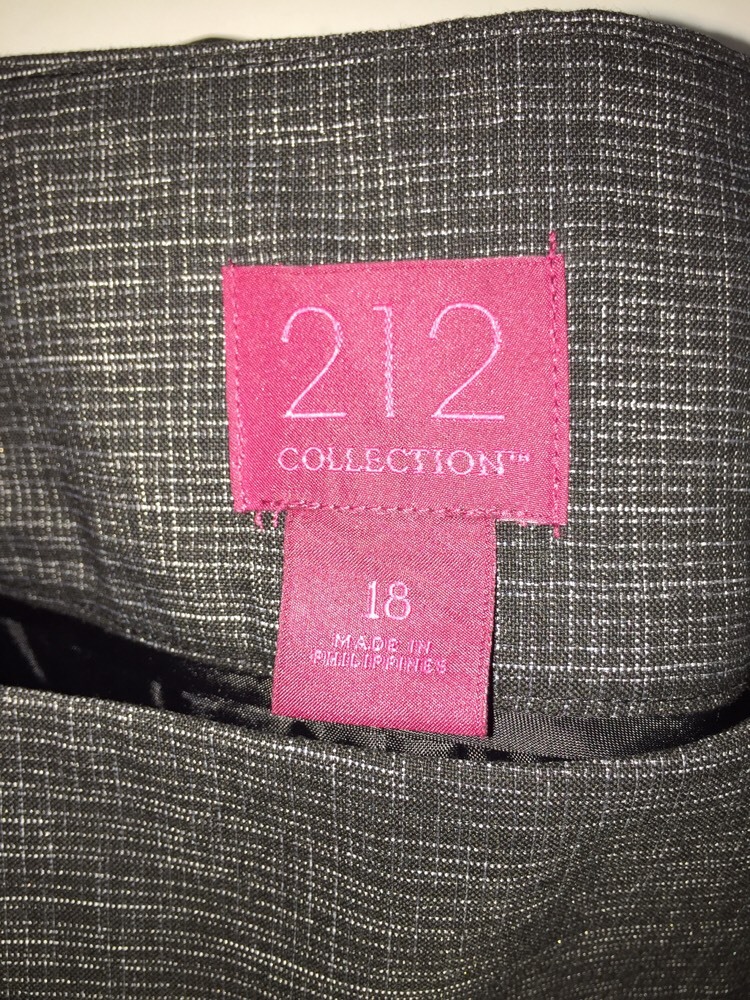 212
COLLECTION™
18
MADE IN
PHILIPPINES